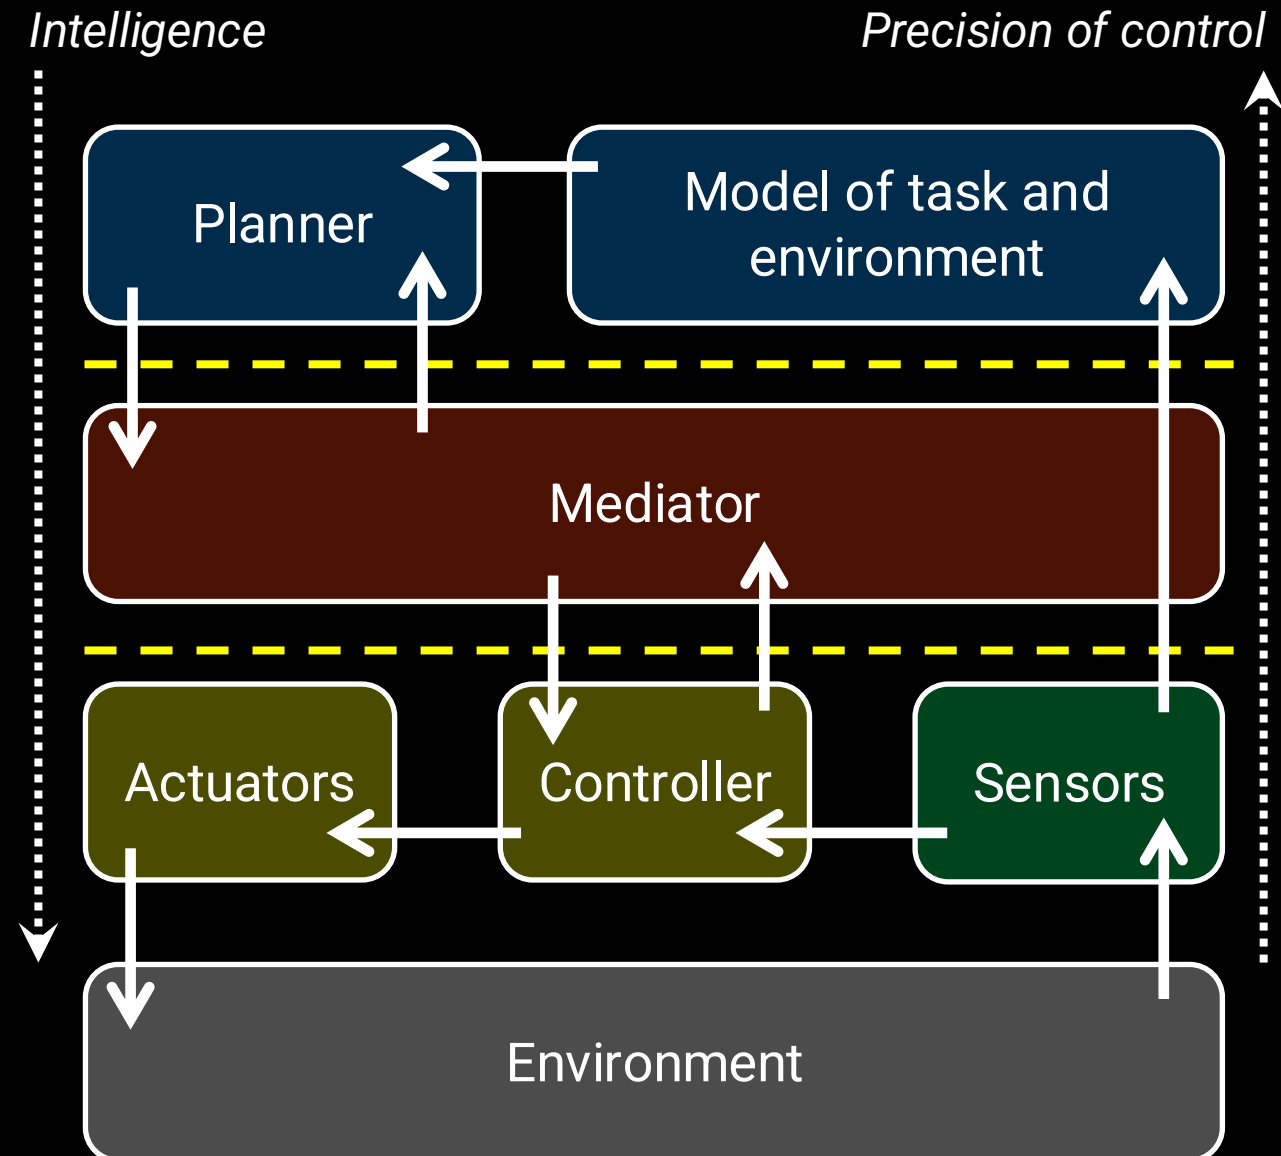 Intelligence
Precision of control
Planner
Model of task and
environment
Mediator
Actuators
Controller
Sensors
Environment